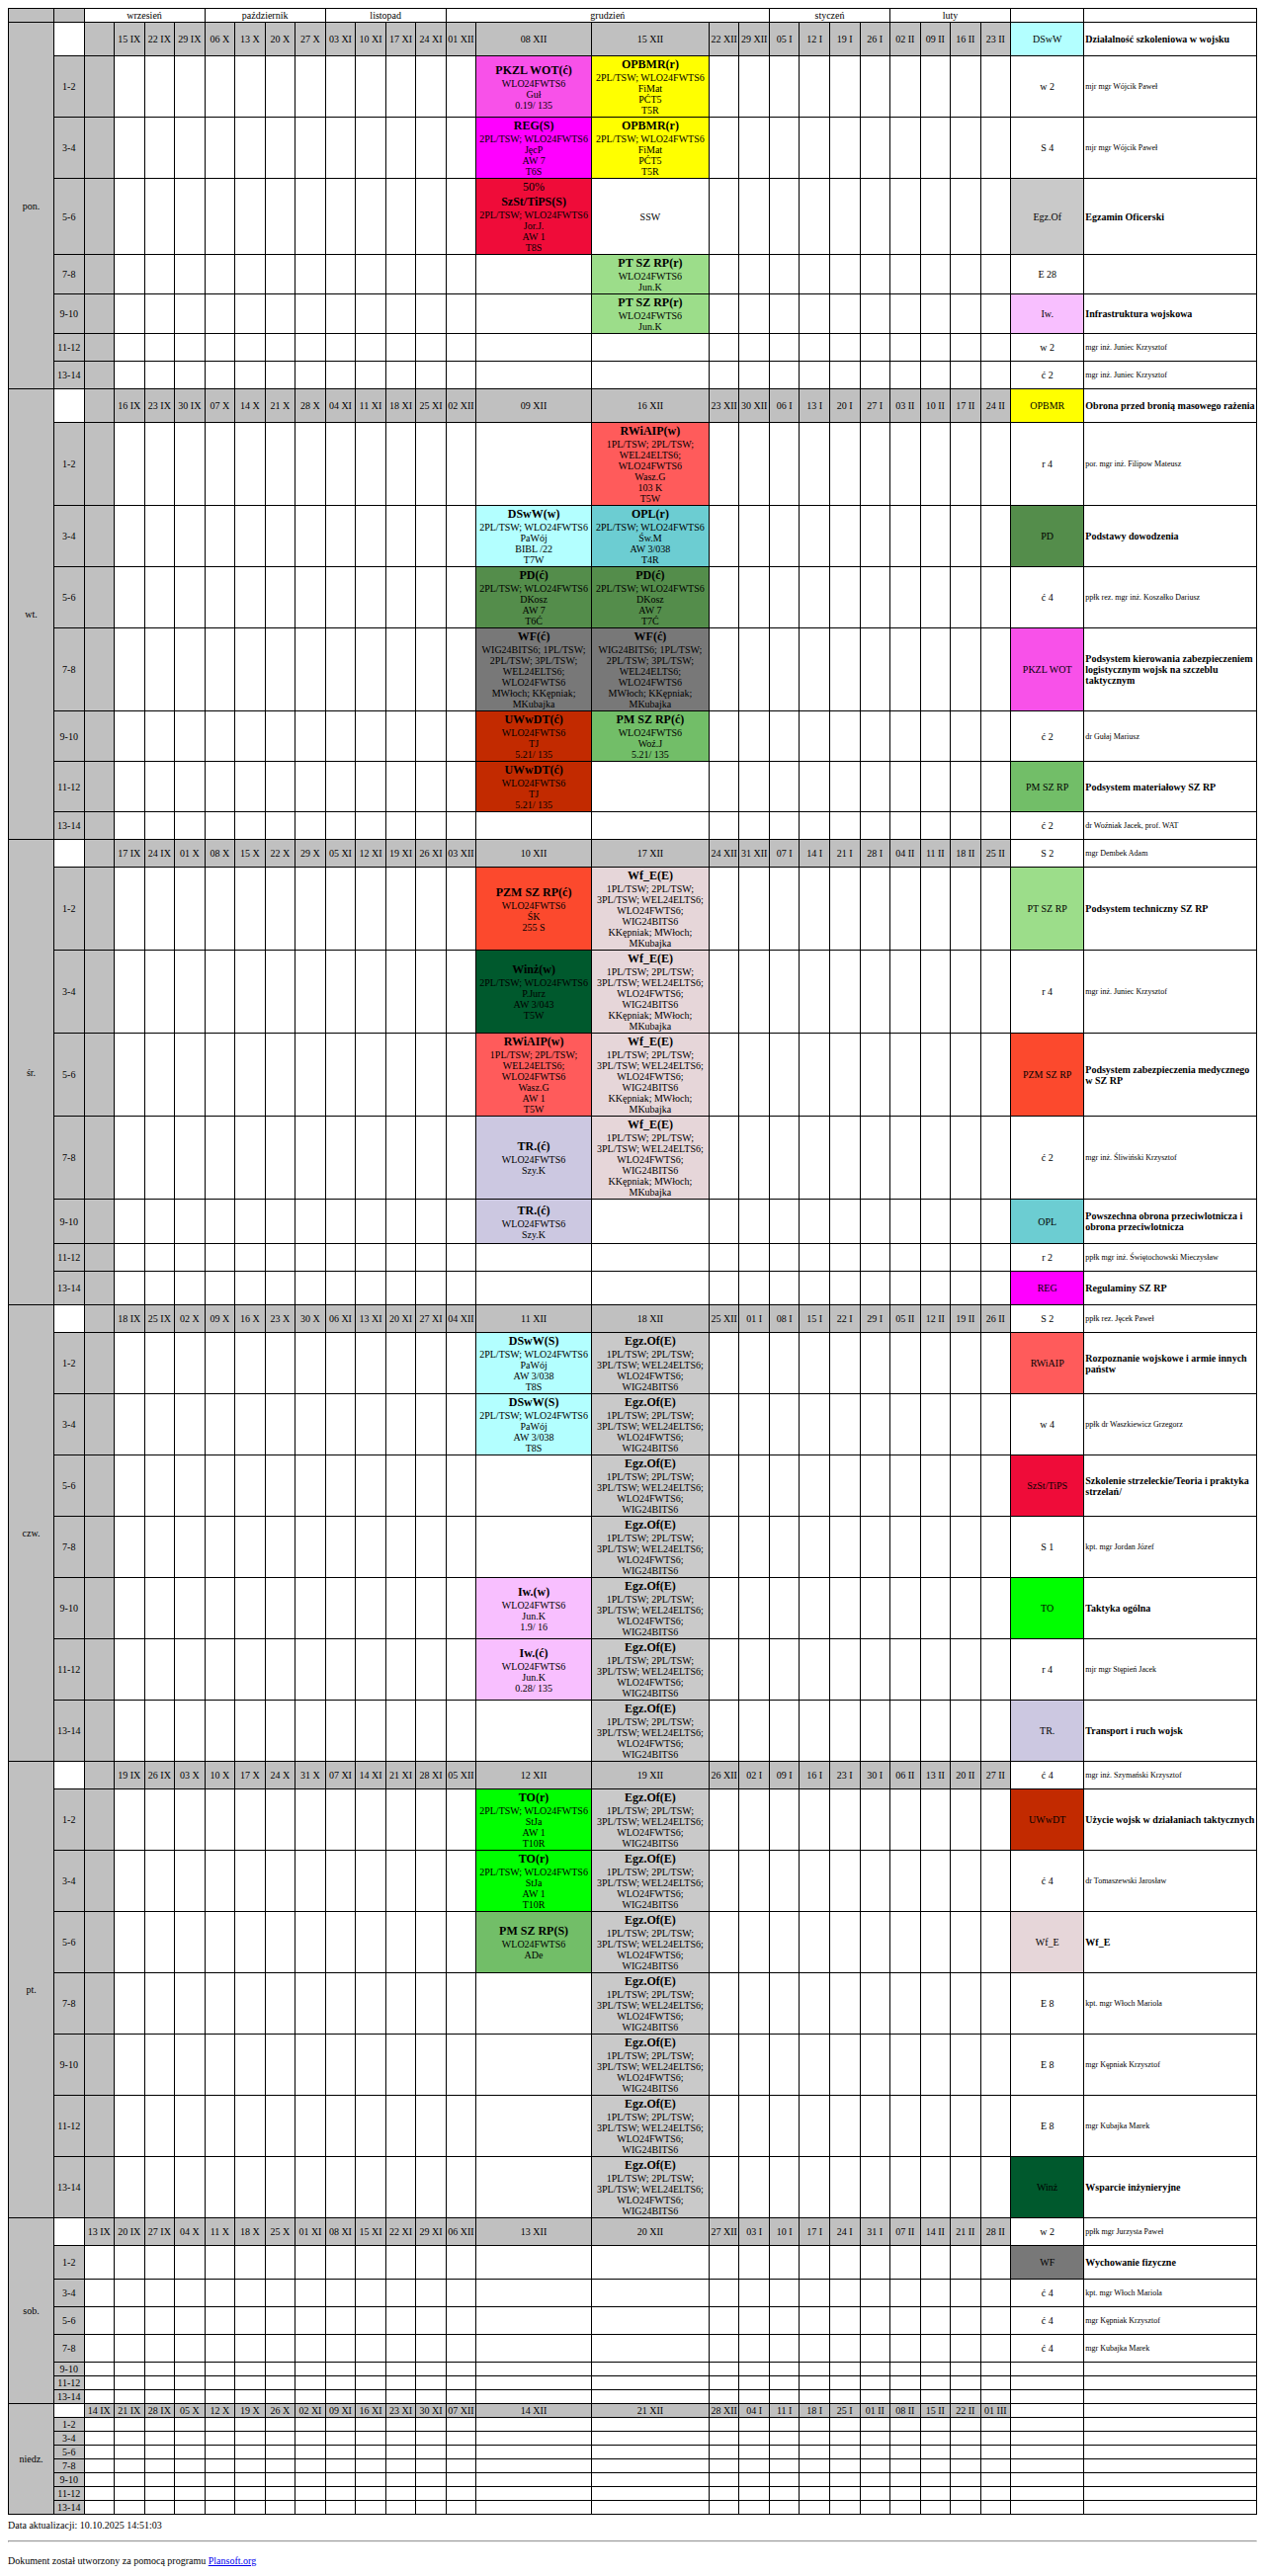 wrzesień październik listopad grudzień styczeń luty
pon. 15 IX 22 IX 29 IX 06 X 13 X 20 X 27 X 03 XI 10 XI 17 XI 24 XI 01 XII 08 XII 15 XII 22 XII 29 XII 05 I 12 I 19 I 26 I 02 II 09 II 16 II 23 II DSwW Działalność szkoleniowa w wojsku
1-2
PKZL WOT(ć)
WLO24FWTS6
Guł
0.19/ 135
OPBMR(r)
2PL/TSW; WLO24FWTS6
FiMat
PĆT5
T5R
w 2 mjr mgr Wójcik Paweł
3-4
REG(S)
2PL/TSW; WLO24FWTS6
JęcP
AW 7
T6S
OPBMR(r)
2PL/TSW; WLO24FWTS6
FiMat
PĆT5
T5R
S 4 mjr mgr Wójcik Paweł
5-6
50%
SzSt/TiPS(S)
2PL/TSW; WLO24FWTS6
Jor.J.
AW 1
T8S
SSW
Egz.Of Egzamin Oficerski
7-8
PT SZ RP(r)
WLO24FWTS6
Jun.K
E 28
9-10
PT SZ RP(r)
WLO24FWTS6
Jun.K
Iw. Infrastruktura wojskowa
11-12 w 2 mgr inż. Juniec Krzysztof
13-14 ć 2 mgr inż. Juniec Krzysztof
wt. 16 IX 23 IX 30 IX 07 X 14 X 21 X 28 X 04 XI 11 XI 18 XI 25 XI 02 XII 09 XII 16 XII 23 XII 30 XII 06 I 13 I 20 I 27 I 03 II 10 II 17 II 24 II OPBMR Obrona przed bronią masowego rażenia
1-2
RWiAIP(w)
1PL/TSW; 2PL/TSW;
WEL24ELTS6;
WLO24FWTS6
Wasz.G
103 K
T5W
r 4 por. mgr inż. Filipow Mateusz
3-4
DSwW(w)
2PL/TSW; WLO24FWTS6
PaWój
BIBL /22
T7W
OPL(r)
2PL/TSW; WLO24FWTS6
Św.M
AW 3/038
T4R
PD Podstawy dowodzenia
5-6
PD(ć)
2PL/TSW; WLO24FWTS6
DKosz
AW 7
T6Ć
PD(ć)
2PL/TSW; WLO24FWTS6
DKosz
AW 7
T7Ć
ć 4 ppłk rez. mgr inż. Koszałko Dariusz
7-8
WF(ć)
WIG24BITS6; 1PL/TSW;
2PL/TSW; 3PL/TSW;
WEL24ELTS6;
WLO24FWTS6
MWłoch; KKępniak;
MKubajka
WF(ć)
WIG24BITS6; 1PL/TSW;
2PL/TSW; 3PL/TSW;
WEL24ELTS6;
WLO24FWTS6
MWłoch; KKępniak;
MKubajka
PKZL WOT Podsystem kierowania zabezpieczeniem
logistycznym wojsk na szczeblu
taktycznym
9-10
UWwDT(ć)
WLO24FWTS6
TJ
5.21/ 135
PM SZ RP(ć)
WLO24FWTS6
Woź.J
5.21/ 135
ć 2 dr Gułaj Mariusz
11-12
UWwDT(ć)
WLO24FWTS6
TJ
5.21/ 135
PM SZ RP Podsystem materiałowy SZ RP
13-14 ć 2 dr Woźniak Jacek, prof. WAT
śr. 17 IX 24 IX 01 X 08 X 15 X 22 X 29 X 05 XI 12 XI 19 XI 26 XI 03 XII 10 XII 17 XII 24 XII 31 XII 07 I 14 I 21 I 28 I 04 II 11 II 18 II 25 II S 2 mgr Dembek Adam
1-2
PZM SZ RP(ć)
WLO24FWTS6
ŚK
255 S
Wf_E(E)
1PL/TSW; 2PL/TSW;
3PL/TSW; WEL24ELTS6;
WLO24FWTS6;
WIG24BITS6
KKępniak; MWłoch;
MKubajka
PT SZ RP Podsystem techniczny SZ RP
3-4
Winż(w)
2PL/TSW; WLO24FWTS6
P.Jurz
AW 3/043
T5W
Wf_E(E)
1PL/TSW; 2PL/TSW;
3PL/TSW; WEL24ELTS6;
WLO24FWTS6;
WIG24BITS6
KKępniak; MWłoch;
MKubajka
r 4 mgr inż. Juniec Krzysztof
5-6
RWiAIP(w)
1PL/TSW; 2PL/TSW;
WEL24ELTS6;
WLO24FWTS6
Wasz.G
AW 1
T5W
Wf_E(E)
1PL/TSW; 2PL/TSW;
3PL/TSW; WEL24ELTS6;
WLO24FWTS6;
WIG24BITS6
KKępniak; MWłoch;
MKubajka
PZM SZ RP Podsystem zabezpieczenia medycznego
w SZ RP
7-8
TR.(ć)
WLO24FWTS6
Szy.K
Wf_E(E)
1PL/TSW; 2PL/TSW;
3PL/TSW; WEL24ELTS6;
WLO24FWTS6;
WIG24BITS6
KKępniak; MWłoch;
MKubajka
ć 2 mgr inż. Śliwiński Krzysztof
9-10
TR.(ć)
WLO24FWTS6
Szy.K
OPL Powszechna obrona przeciwlotnicza i
obrona przeciwlotnicza
11-12 r 2 ppłk mgr inż. Świętochowski Mieczysław
13-14 REG Regulaminy SZ RP
czw. 18 IX 25 IX 02 X 09 X 16 X 23 X 30 X 06 XI 13 XI 20 XI 27 XI 04 XII 11 XII 18 XII 25 XII 01 I 08 I 15 I 22 I 29 I 05 II 12 II 19 II 26 II S 2 ppłk rez. Jęcek Paweł
1-2
DSwW(S)
2PL/TSW; WLO24FWTS6
PaWój
AW 3/038
T8S
Egz.Of(E)
1PL/TSW; 2PL/TSW;
3PL/TSW; WEL24ELTS6;
WLO24FWTS6;
WIG24BITS6
RWiAIP Rozpoznanie wojskowe i armie innych
państw
3-4
DSwW(S)
2PL/TSW; WLO24FWTS6
PaWój
AW 3/038
T8S
Egz.Of(E)
1PL/TSW; 2PL/TSW;
3PL/TSW; WEL24ELTS6;
WLO24FWTS6;
WIG24BITS6
w 4 ppłk dr Waszkiewicz Grzegorz
5-6
Egz.Of(E)
1PL/TSW; 2PL/TSW;
3PL/TSW; WEL24ELTS6;
WLO24FWTS6;
WIG24BITS6
SzSt/TiPS Szkolenie strzeleckie/Teoria i praktyka
strzelań/
7-8
Egz.Of(E)
1PL/TSW; 2PL/TSW;
3PL/TSW; WEL24ELTS6;
WLO24FWTS6;
WIG24BITS6
S 1 kpt. mgr Jordan Józef
9-10
Iw.(w)
WLO24FWTS6
Jun.K
1.9/ 16
Egz.Of(E)
1PL/TSW; 2PL/TSW;
3PL/TSW; WEL24ELTS6;
WLO24FWTS6;
WIG24BITS6
TO Taktyka ogólna
11-12
Iw.(ć)
WLO24FWTS6
Jun.K
0.28/ 135
Egz.Of(E)
1PL/TSW; 2PL/TSW;
3PL/TSW; WEL24ELTS6;
WLO24FWTS6;
WIG24BITS6
r 4 mjr mgr Stępień Jacek
13-14
Egz.Of(E)
1PL/TSW; 2PL/TSW;
3PL/TSW; WEL24ELTS6;
WLO24FWTS6;
WIG24BITS6
TR. Transport i ruch wojsk
pt. 19 IX 26 IX 03 X 10 X 17 X 24 X 31 X 07 XI 14 XI 21 XI 28 XI 05 XII 12 XII 19 XII 26 XII 02 I 09 I 16 I 23 I 30 I 06 II 13 II 20 II 27 II ć 4 mgr inż. Szymański Krzysztof
1-2
TO(r)
2PL/TSW; WLO24FWTS6
StJa
AW 1
T10R
Egz.Of(E)
1PL/TSW; 2PL/TSW;
3PL/TSW; WEL24ELTS6;
WLO24FWTS6;
WIG24BITS6
UWwDT Użycie wojsk w działaniach taktycznych
3-4
TO(r)
2PL/TSW; WLO24FWTS6
StJa
AW 1
T10R
Egz.Of(E)
1PL/TSW; 2PL/TSW;
3PL/TSW; WEL24ELTS6;
WLO24FWTS6;
WIG24BITS6
ć 4 dr Tomaszewski Jarosław
5-6
PM SZ RP(S)
WLO24FWTS6
ADe
Egz.Of(E)
1PL/TSW; 2PL/TSW;
3PL/TSW; WEL24ELTS6;
WLO24FWTS6;
WIG24BITS6
Wf_E Wf_E
7-8
Egz.Of(E)
1PL/TSW; 2PL/TSW;
3PL/TSW; WEL24ELTS6;
WLO24FWTS6;
WIG24BITS6
E 8 kpt. mgr Włoch Mariola
9-10
Egz.Of(E)
1PL/TSW; 2PL/TSW;
3PL/TSW; WEL24ELTS6;
WLO24FWTS6;
WIG24BITS6
E 8 mgr Kępniak Krzysztof
11-12
Egz.Of(E)
1PL/TSW; 2PL/TSW;
3PL/TSW; WEL24ELTS6;
WLO24FWTS6;
WIG24BITS6
E 8 mgr Kubajka Marek
13-14
Egz.Of(E)
1PL/TSW; 2PL/TSW;
3PL/TSW; WEL24ELTS6;
WLO24FWTS6;
WIG24BITS6
Winż Wsparcie inżynieryjne
sob. 13 IX 20 IX 27 IX 04 X 11 X 18 X 25 X 01 XI 08 XI 15 XI 22 XI 29 XI 06 XII 13 XII 20 XII 27 XII 03 I 10 I 17 I 24 I 31 I 07 II 14 II 21 II 28 II w 2 ppłk mgr Jurzysta Paweł
1-2 WF Wychowanie fizyczne
3-4 ć 4 kpt. mgr Włoch Mariola
5-6 ć 4 mgr Kępniak Krzysztof
7-8 ć 4 mgr Kubajka Marek
9-10
11-12
13-14
niedz. 14 IX 21 IX 28 IX 05 X 12 X 19 X 26 X 02 XI 09 XI 16 XI 23 XI 30 XI 07 XII 14 XII 21 XII 28 XII 04 I 11 I 18 I 25 I 01 II 08 II 15 II 22 II 01 III
1-2
3-4
5-6
7-8
9-10
11-12
13-14
Data aktualizacji: 10.10.2025 14:51:03
Dokument został utworzony za pomocą programu Plansoft.org